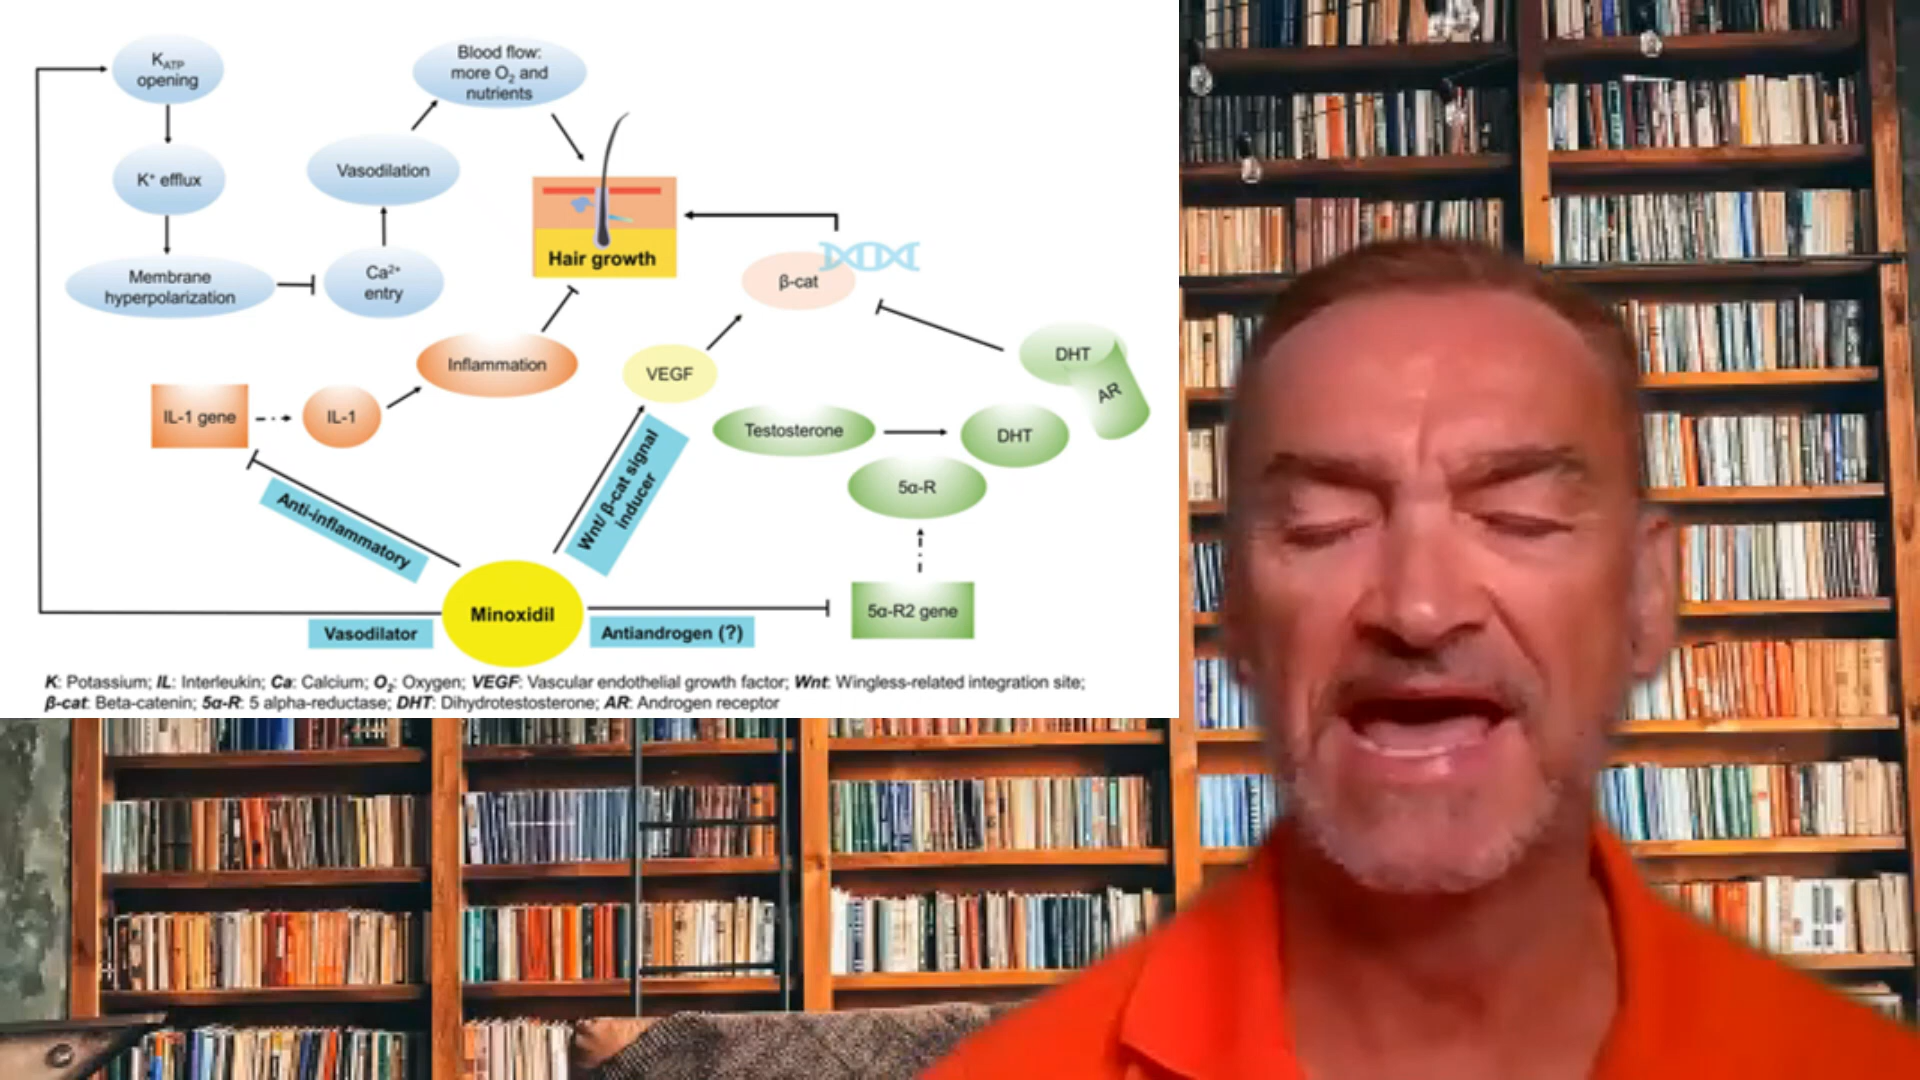 K_ATP
opening
Blood flow:
more O₂ and
nutrients
K⁺ efflux
Vasodilation
Membrane
hyperpolarization
Ca²⁺
entry
Hair growth
β-cat
Inflammation
VEGF
DHT
AR
IL-1 gene
IL-1
Testosterone
DHT
5α-R
Anti-inflammatory
Wnt/ β-cat signal
inducer
Minoxidil
5α-R2 gene
Vasodilator
Antiandrogen (?)
K: Potassium; IL: Interleukin; Ca: Calcium; O₂: Oxygen; VEGF: Vascular endothelial growth factor; Wnt: Wingless-related integration site;
β-cat: Beta-catenin; 5α-R: 5 alpha-reductase; DHT: Dihydrotestosterone; AR: Androgen receptor